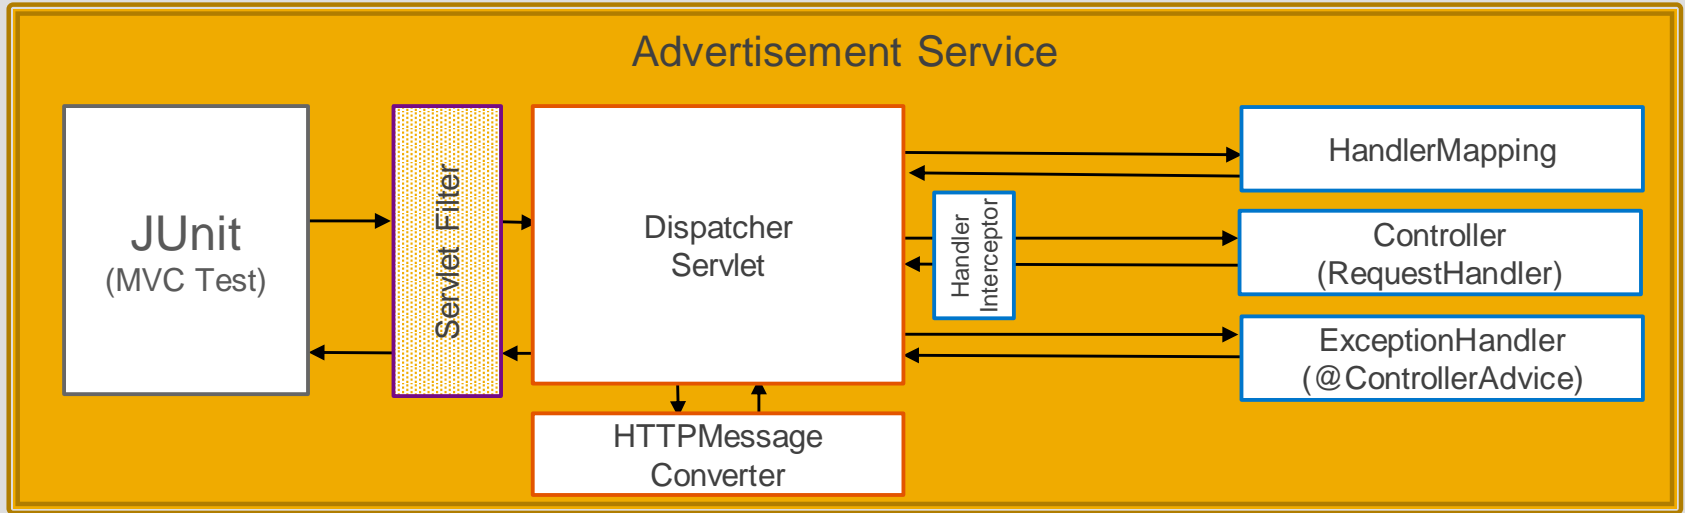 Advertisement Service
JUnit
(MVC Test)
Servlet Filter
Dispatcher
Servlet
Handler
Interceptor
HandlerMapping
Controller
(RequestHandler)
ExceptionHandler
(@ControllerAdvice)
HTTPMessage
Converter